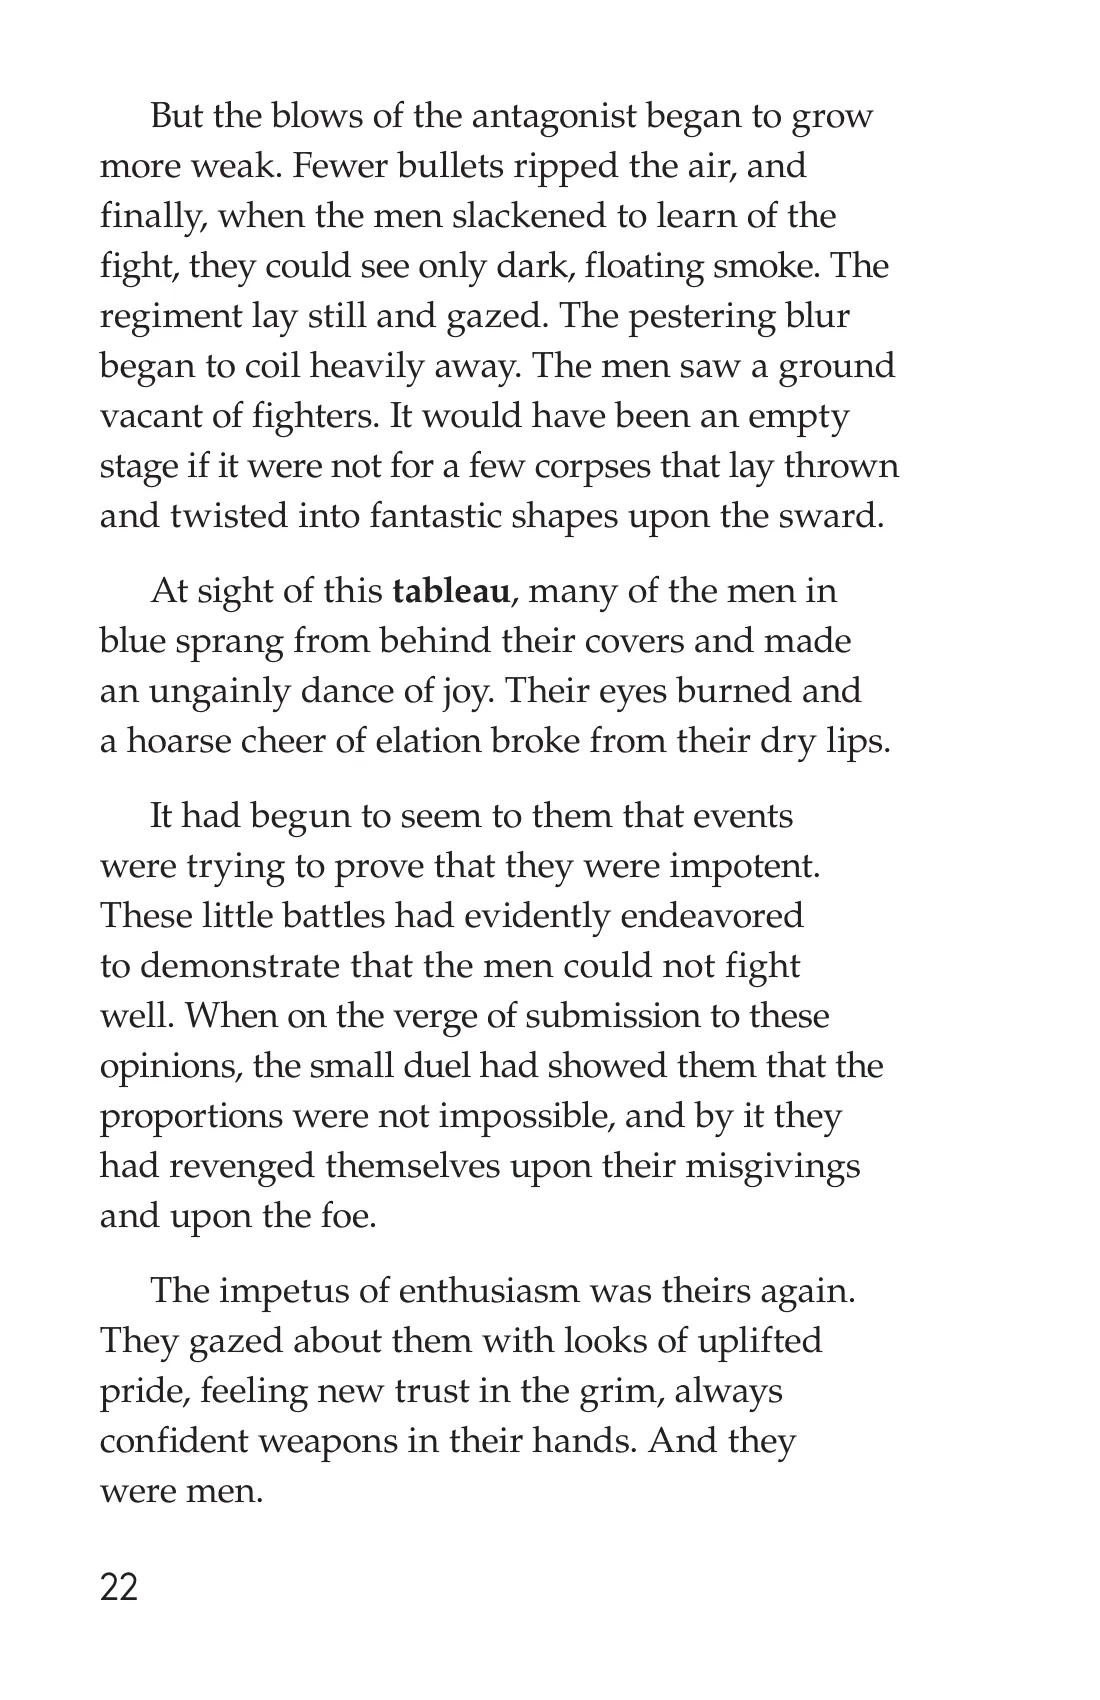 But the blows of the antagonist began to grow
more weak. Fewer bullets ripped the air, and
finally, when the men slackened to learn of the
fight, they could see only dark, floating smoke. The
regiment lay still and gazed. The pestering blur
began to coil heavily away. The men saw a ground
vacant of fighters. It would have been an empty
stage if it were not for a few corpses that lay thrown
and twisted into fantastic shapes upon the sward.
At sight of this tableau, many of the men in
blue sprang from behind their covers and made
an ungainly dance of joy. Their eyes burned and
a hoarse cheer of elation broke from their dry lips.
It had begun to seem to them that events
were trying to prove that they were impotent.
These little battles had evidently endeavored
to demonstrate that the men could not fight
well. When on the verge of submission to these
opinions, the small duel had showed them that the
proportions were not impossible, and by it they
had revenged themselves upon their misgivings
and upon the foe.
The impetus of enthusiasm was theirs again.
They gazed about them with looks of uplifted
pride, feeling new trust in the grim, always
confident weapons in their hands. And they
were men.
22